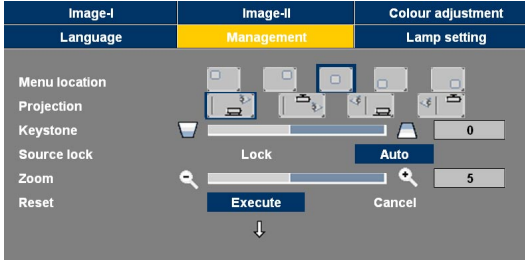 Image-I Image-II Colour adjustment
Language Management Lamp setting
Menu location
Projection
Keystone 0
Source lock Lock Auto
Zoom 5
Reset Execute Cancel